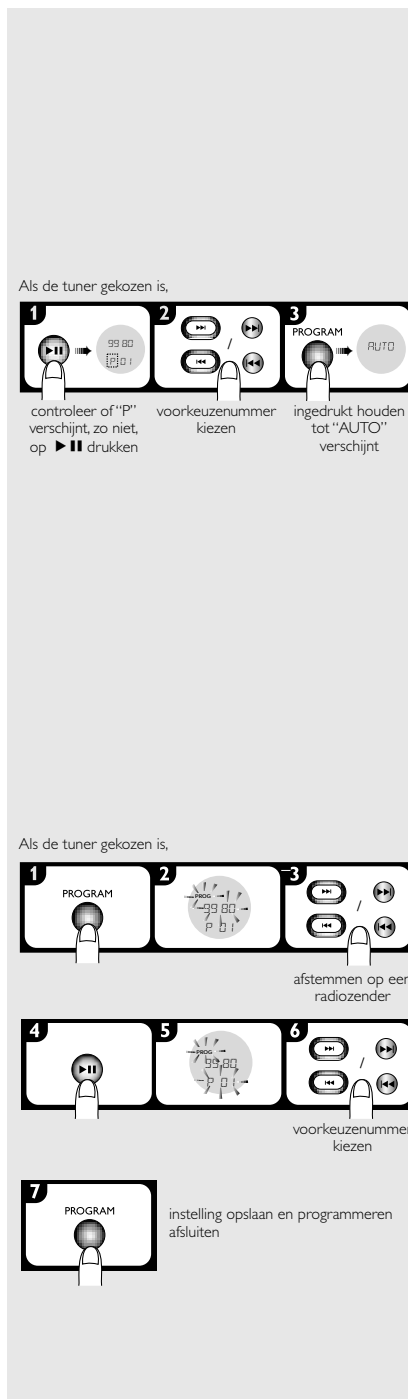 Als de tuner gekozen is,
1 2 3
99 80
P 01
/
PROGRAM
AUTO
controleer of “P”
verschijnt, zo niet,
op ►II drukken
voorkeuzenummer
kiezen
ingedrukt houden
tot “AUTO”
verschijnt
Als de tuner gekozen is,
1 2 3
PROGRAM
PROG
99 80
P 01
/
afstemmen op een
radiozender
4 5 6
PROG
99.80
P 01
/
voorkeuzenummer
kiezen
7
PROGRAM
instelling opslaan en programmeren
afsluiten